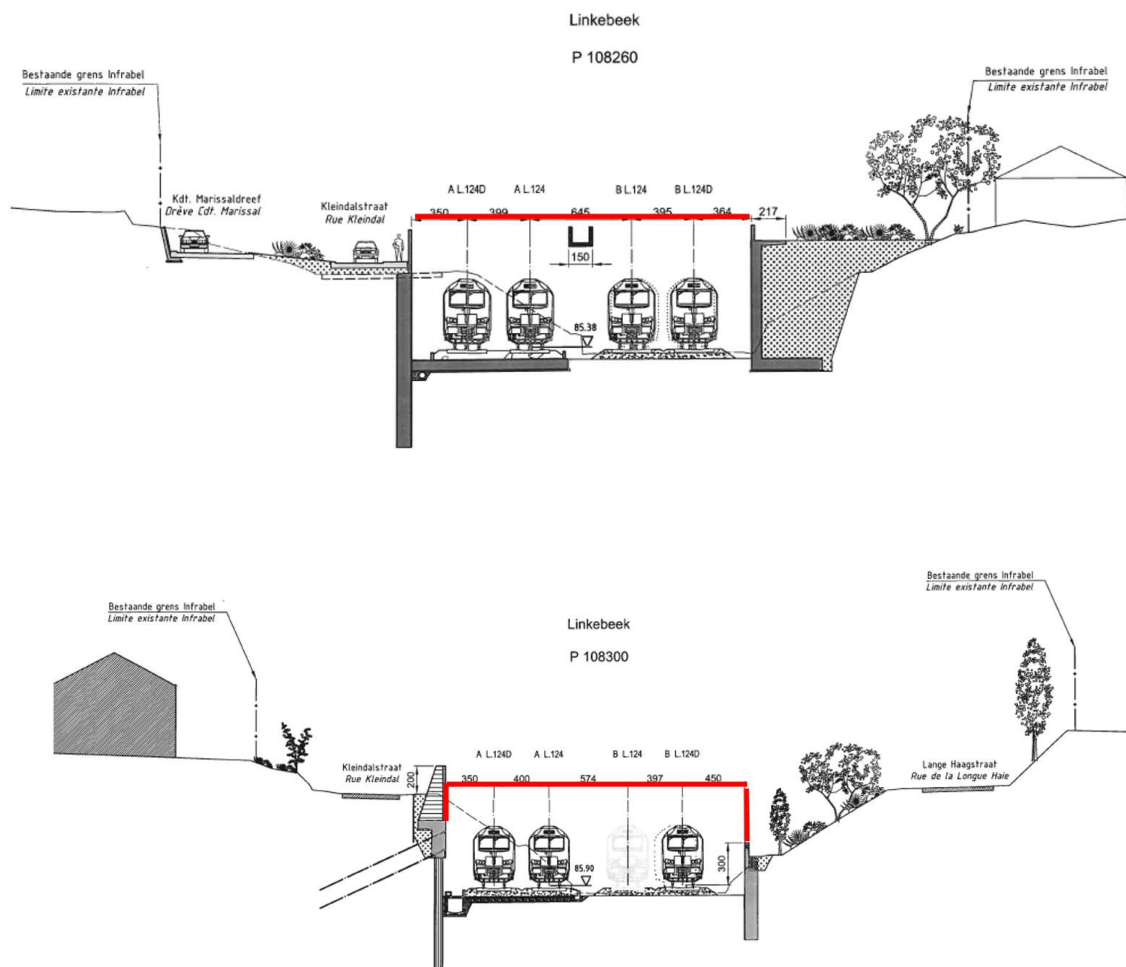 Linkebeek
P 108260
Bestaande grens Infrabel
Limite existante Infrabel
Bestaande grens Infrabel
Limite existante Infrabel
Kdt. Marissaldreef
Drève Cdt. Marissal
Kleindalstraat
Rue Kleindal
A L.124D
A L.124
B L.124
B L.124D
350
399
645
395
364
217
150
85.38
Linkebeek
P 108300
Bestaande grens Infrabel
Limite existante Infrabel
Bestaande grens Infrabel
Limite existante Infrabel
Kleindalstraat
Rue Kleindal
200
A L.124D
A L.124
B L.124
B L.124D
350
400
574
397
450
Lange Haagstraat
Rue de la Longue Haie
85.90
300